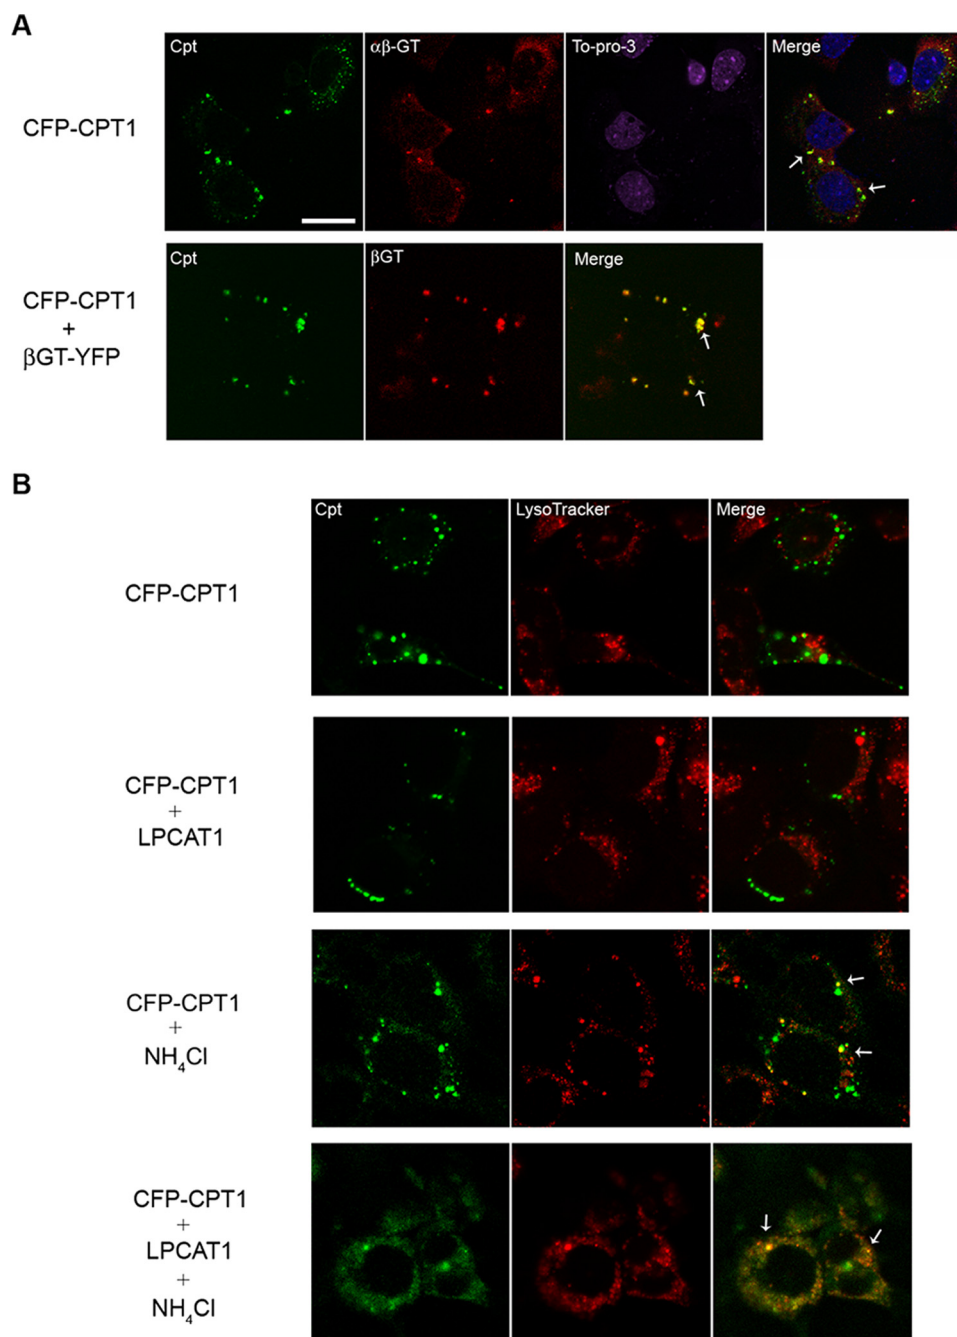 A
Cpt αβ-GT To-pro-3 Merge
CFP-CPT1
Cpt βGT Merge
CFP-CPT1
+
βGT-YFP
B
Cpt LysoTracker Merge
CFP-CPT1
CFP-CPT1
+
LPCAT1
CFP-CPT1
+
NH₄Cl
CFP-CPT1
+
LPCAT1
+
NH₄Cl